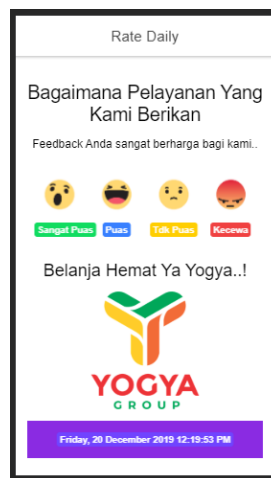 Rate Daily
Bagaimana Pelayanan Yang
Kami Berikan
Feedback Anda sangat berharga bagi kami..
Sangat Puas Puas Tdk Puas Kecewa
Belanja Hemat Ya Yogya..!
YOGYA
GROUP
Friday, 20 December 2019 12:19:53 PM